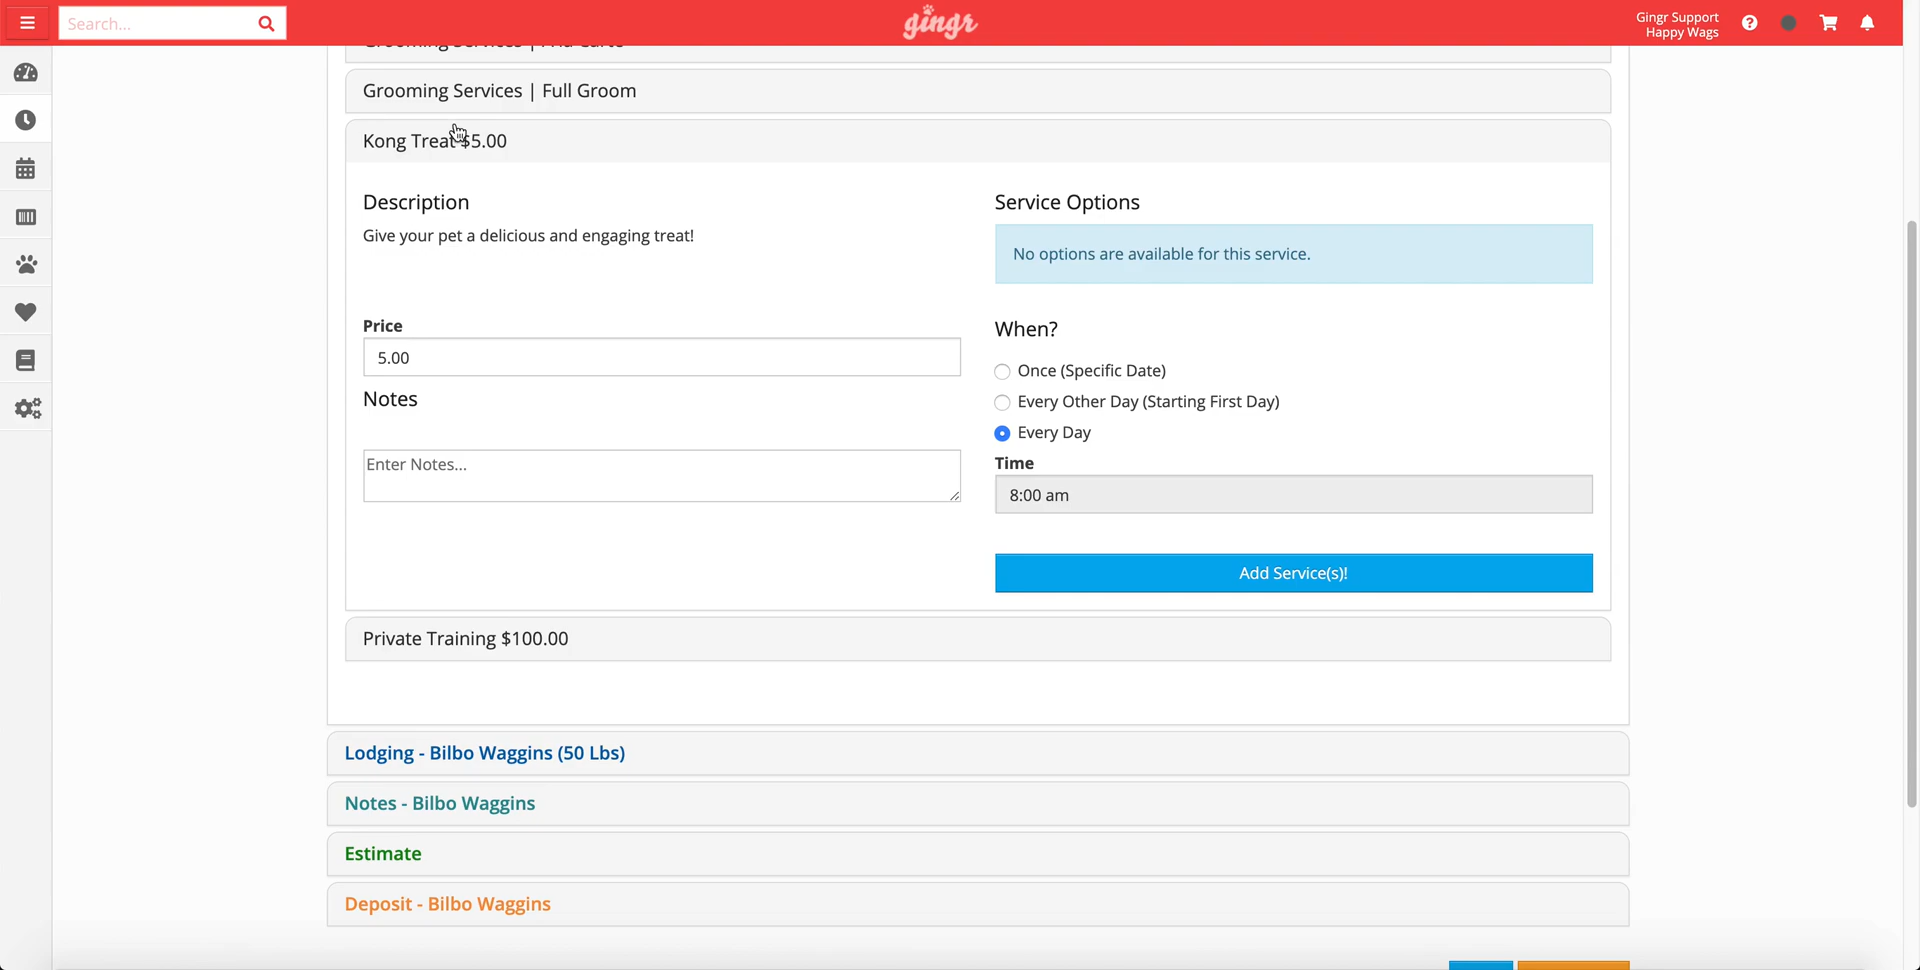 Search...
gingr
Gingr Support
Happy Wags
Grooming Services | Full Groom
Kong Treat $5.00
Description
Give your pet a delicious and engaging treat!
Service Options
No options are available for this service.
Price
5.00
Notes
Enter Notes...
When?
Once (Specific Date)
Every Other Day (Starting First Day)
Every Day
Time
8:00 am
Add Service(s)!
Private Training $100.00
Lodging - Bilbo Waggins (50 Lbs)
Notes - Bilbo Waggins
Estimate
Deposit - Bilbo Waggins